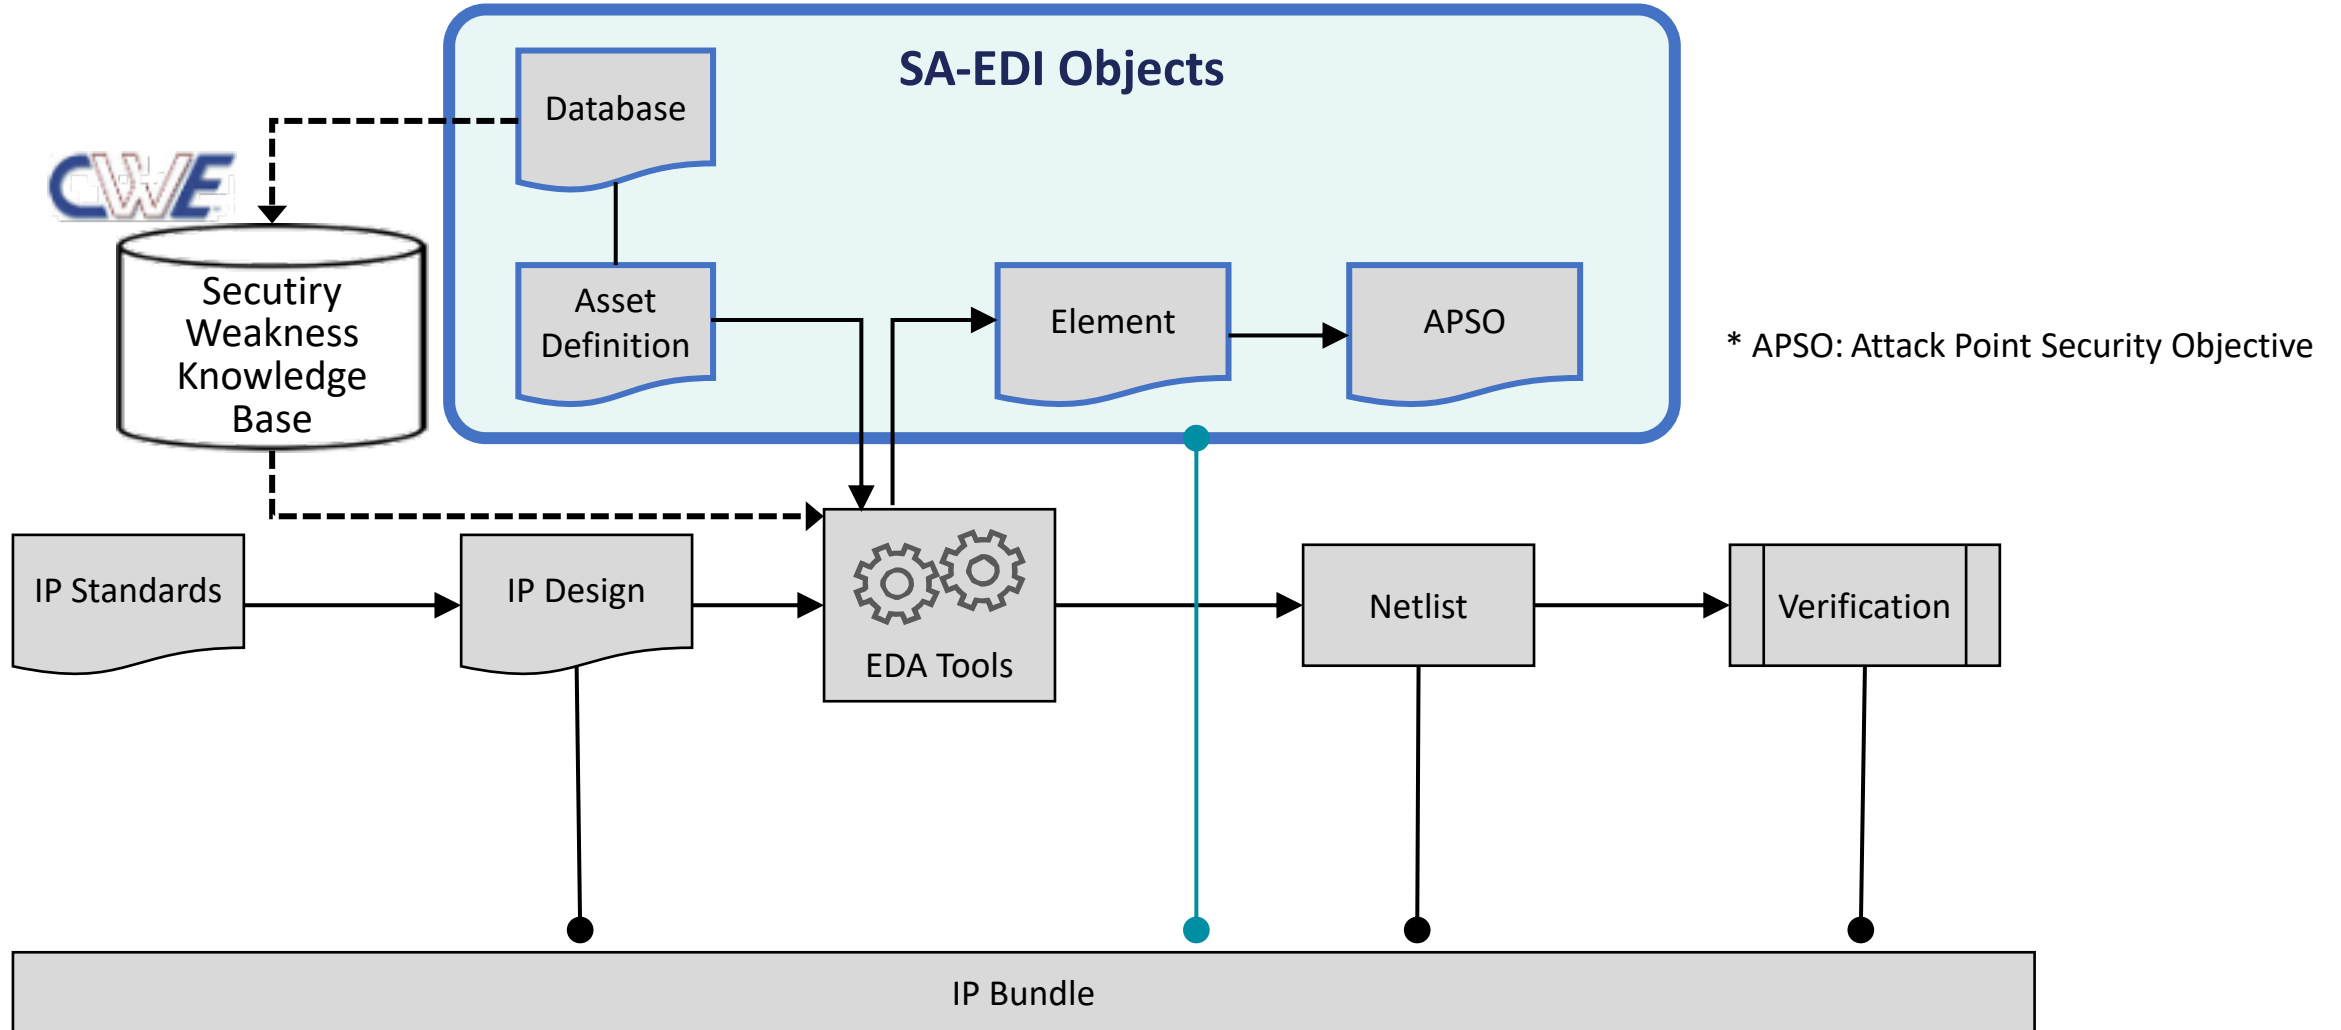 SA-EDI Objects
Database
CWE
Secutiry
Weakness
Knowledge
Base
Asset
Definition
Element
APSO
* APSO: Attack Point Security Objective
IP Standards
IP Design
EDA Tools
Netlist
Verification
IP Bundle